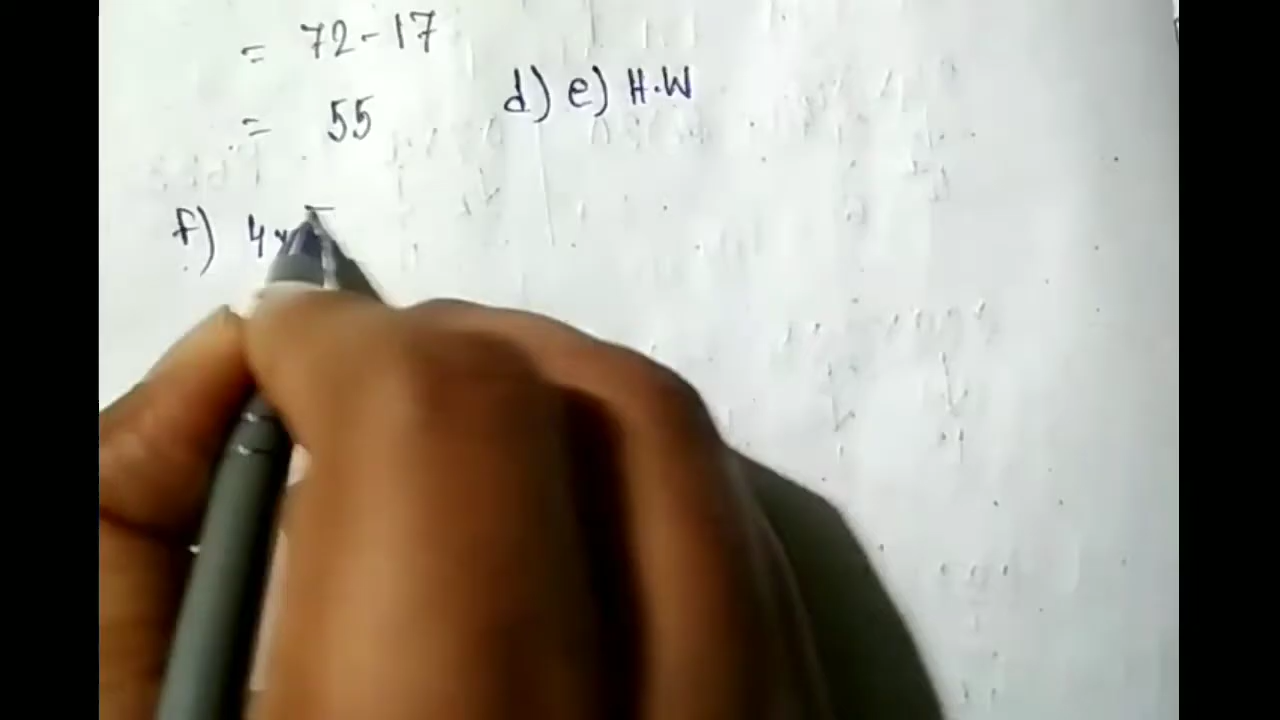 = 72-17
= 55
d) e) H.W
f) 4×